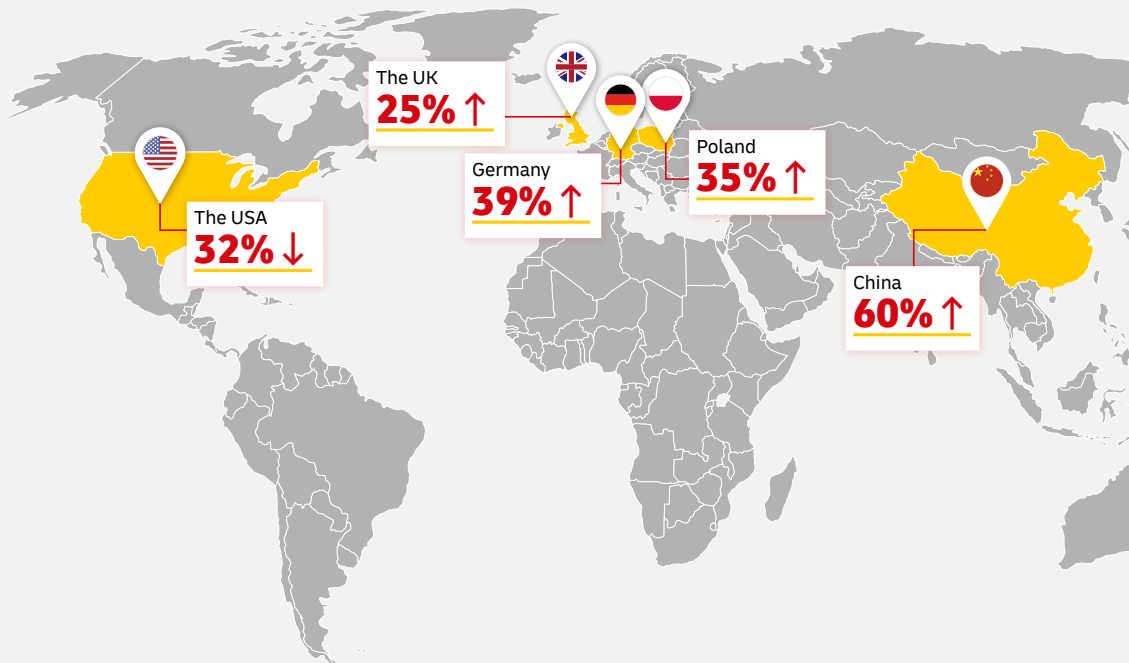 The UK
25% ↑
Germany
39% ↑
Poland
35% ↑
The USA
32% ↓
China
60% ↑